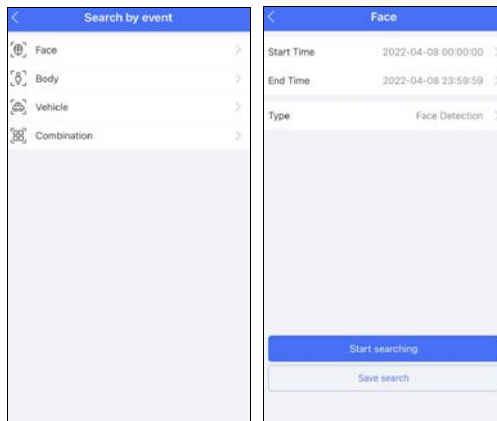 Search by event
Face
Body
Vehicle
Combination
Face
Start Time 2022-04-08 00:00:00
End Time 2022-04-08 23:59:59
Type Face Detection
Start searching
Save search